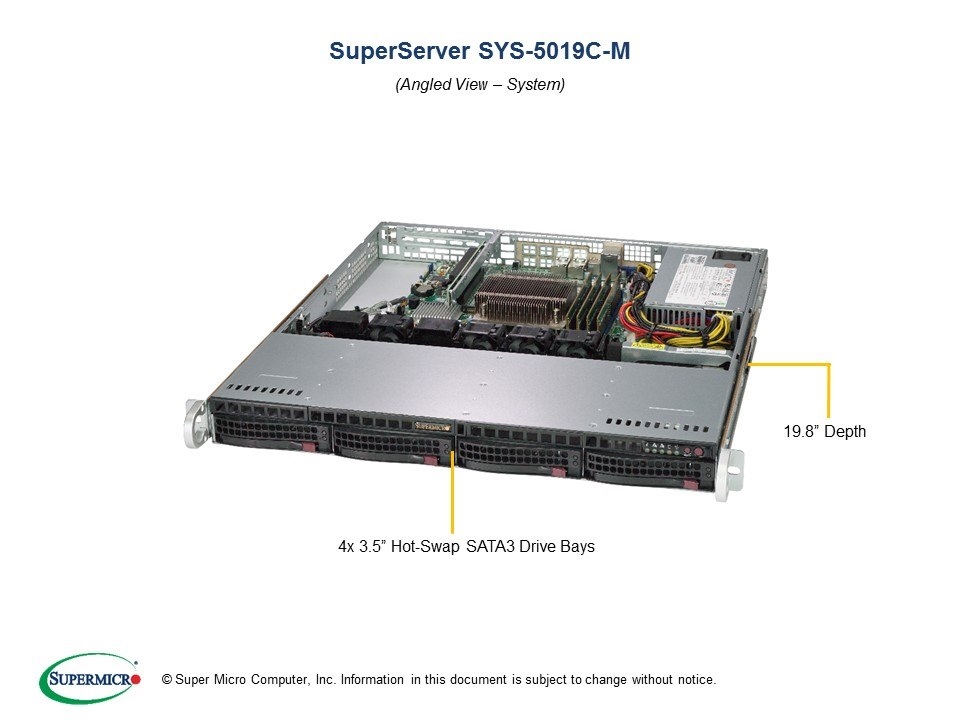 SuperServer SYS-5019C-M
(Angled View – System)
SUPERMICRO
19.8” Depth
4x 3.5” Hot-Swap SATA3 Drive Bays
SUPERMICRO
© Super Micro Computer, Inc. Information in this document is subject to change without notice.